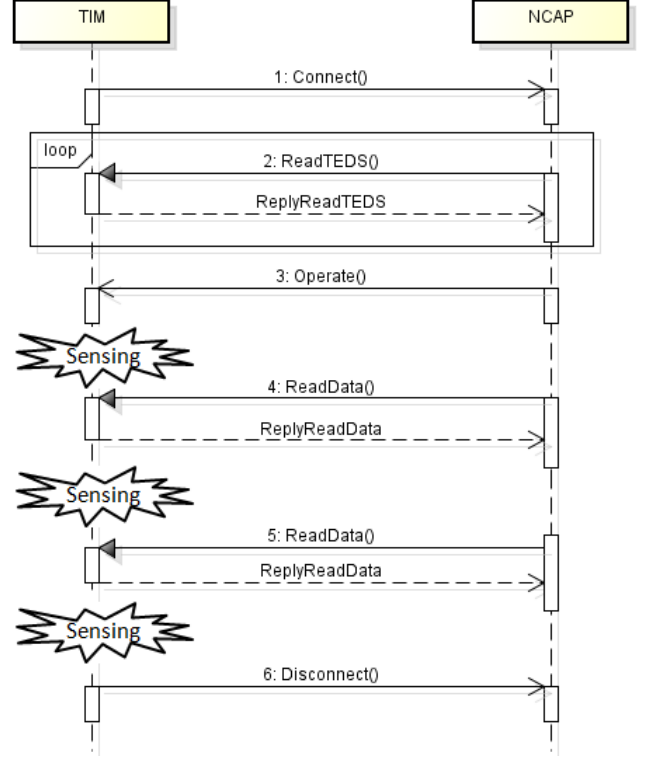 TIM
NCAP
1: Connect()
loop
2: ReadTEDS()
ReplyReadTEDS
3: Operate()
Sensing
4: ReadData()
ReplyReadData
Sensing
5: ReadData()
ReplyReadData
Sensing
6: Disconnect()